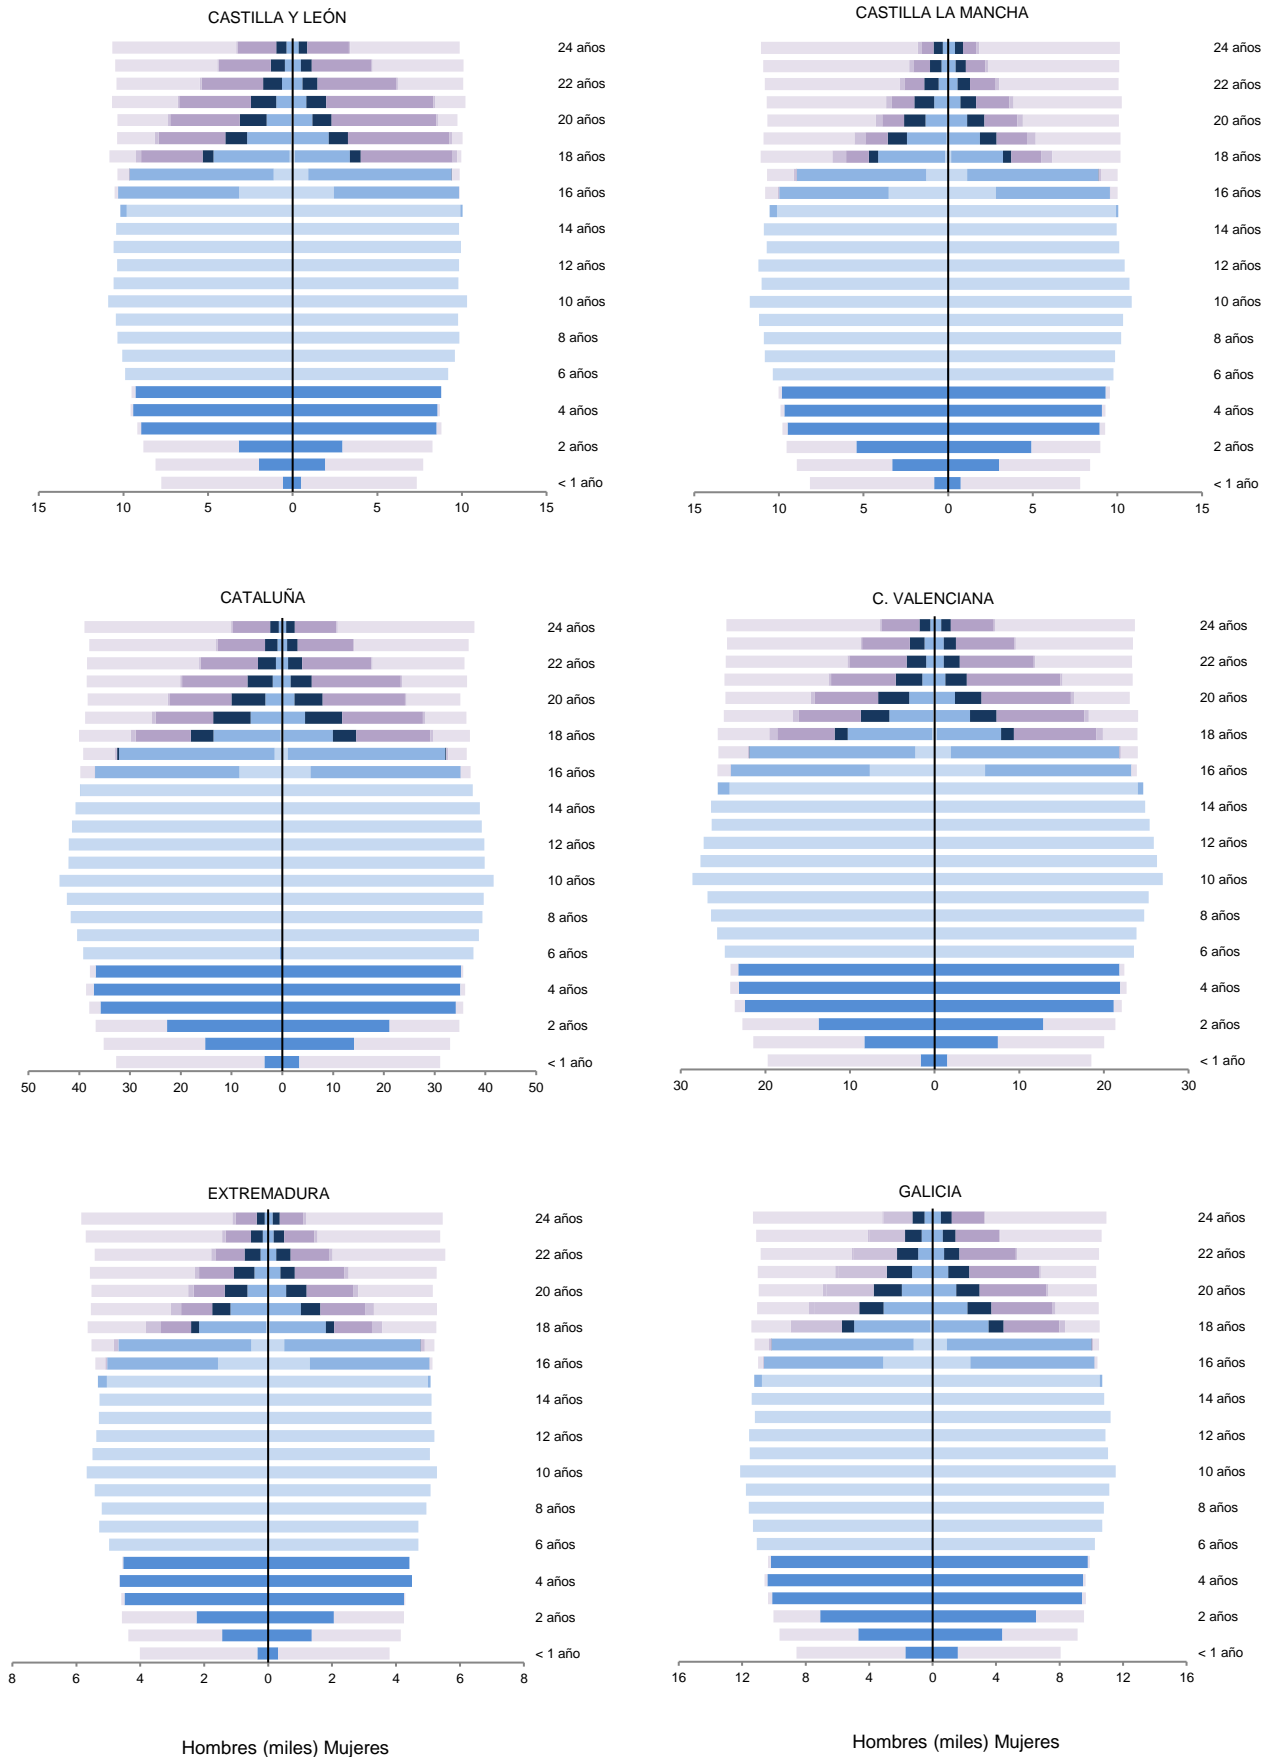 CASTILLA Y LEÓN
24 años
22 años
20 años
18 años
16 años
14 años
12 años
10 años
8 años
6 años
4 años
2 años
< 1 año
15 10 5 0 5 10 15
CASTILLA LA MANCHA
24 años
22 años
20 años
18 años
16 años
14 años
12 años
10 años
8 años
6 años
4 años
2 años
< 1 año
15 10 5 0 5 10 15
CATALUÑA
24 años
22 años
20 años
18 años
16 años
14 años
12 años
10 años
8 años
6 años
4 años
2 años
< 1 año
50 40 30 20 10 0 10 20 30 40 50
C. VALENCIANA
24 años
22 años
20 años
18 años
16 años
14 años
12 años
10 años
8 años
6 años
4 años
2 años
< 1 año
30 20 10 0 10 20 30
EXTREMADURA
24 años
22 años
20 años
18 años
16 años
14 años
12 años
10 años
8 años
6 años
4 años
2 años
< 1 año
8 6 4 2 0 2 4 6 8
Hombres (miles) Mujeres
GALICIA
24 años
22 años
20 años
18 años
16 años
14 años
12 años
10 años
8 años
6 años
4 años
2 años
< 1 año
16 12 8 4 0 4 8 12 16
Hombres (miles) Mujeres